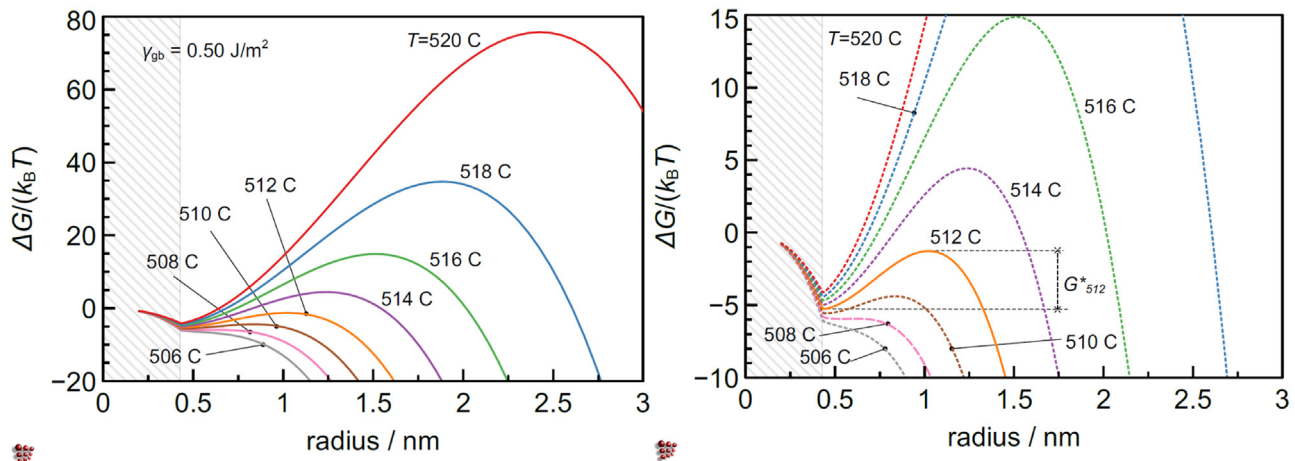 80
60
40
20
0
−20
ΔG/(k_B T)
γ_gb = 0.50 J/m²
T=520 C
518 C
512 C
510 C
508 C
516 C
514 C
506 C
0
0.5
1
1.5
2
2.5
3
radius / nm
15
10
5
0
−5
−10
ΔG/(k_B T)
T=520 C
518 C
516 C
514 C
512 C
G*₅₁₂
508 C
506 C
510 C
0
0.5
1
1.5
2
2.5
3
radius / nm